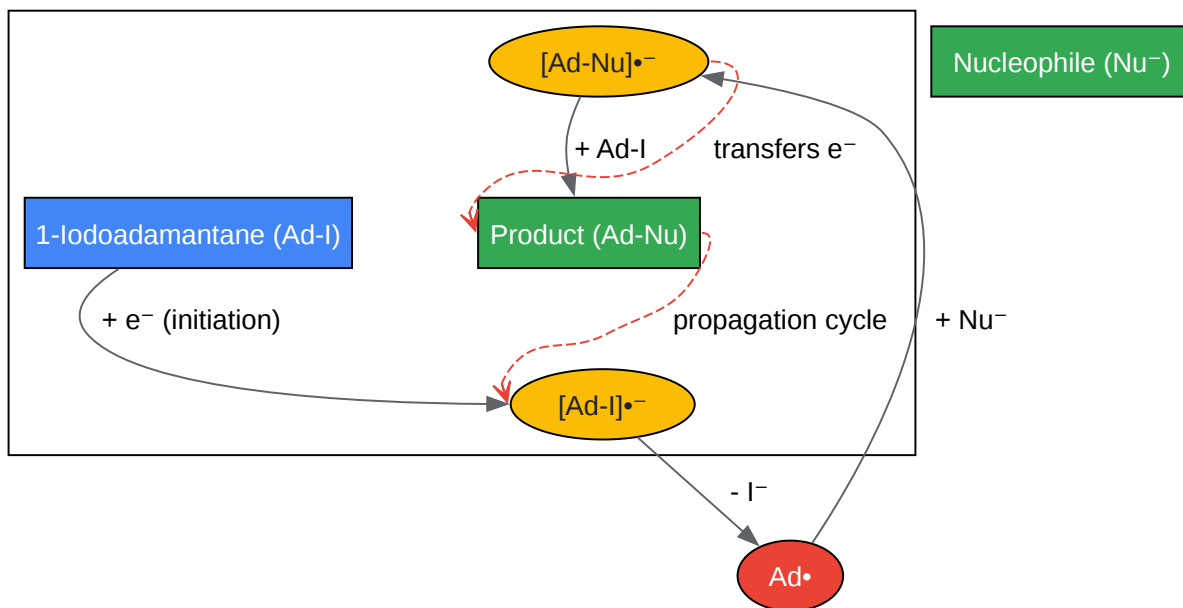 [Ad-Nu]•⁻
Nucleophile (Nu⁻)
+ Ad-I
transfers e⁻
1-Iodoadamantane (Ad-I)
Product (Ad-Nu)
+ e⁻ (initiation)
propagation cycle
+ Nu⁻
[Ad-I]•⁻
- I⁻
Ad•